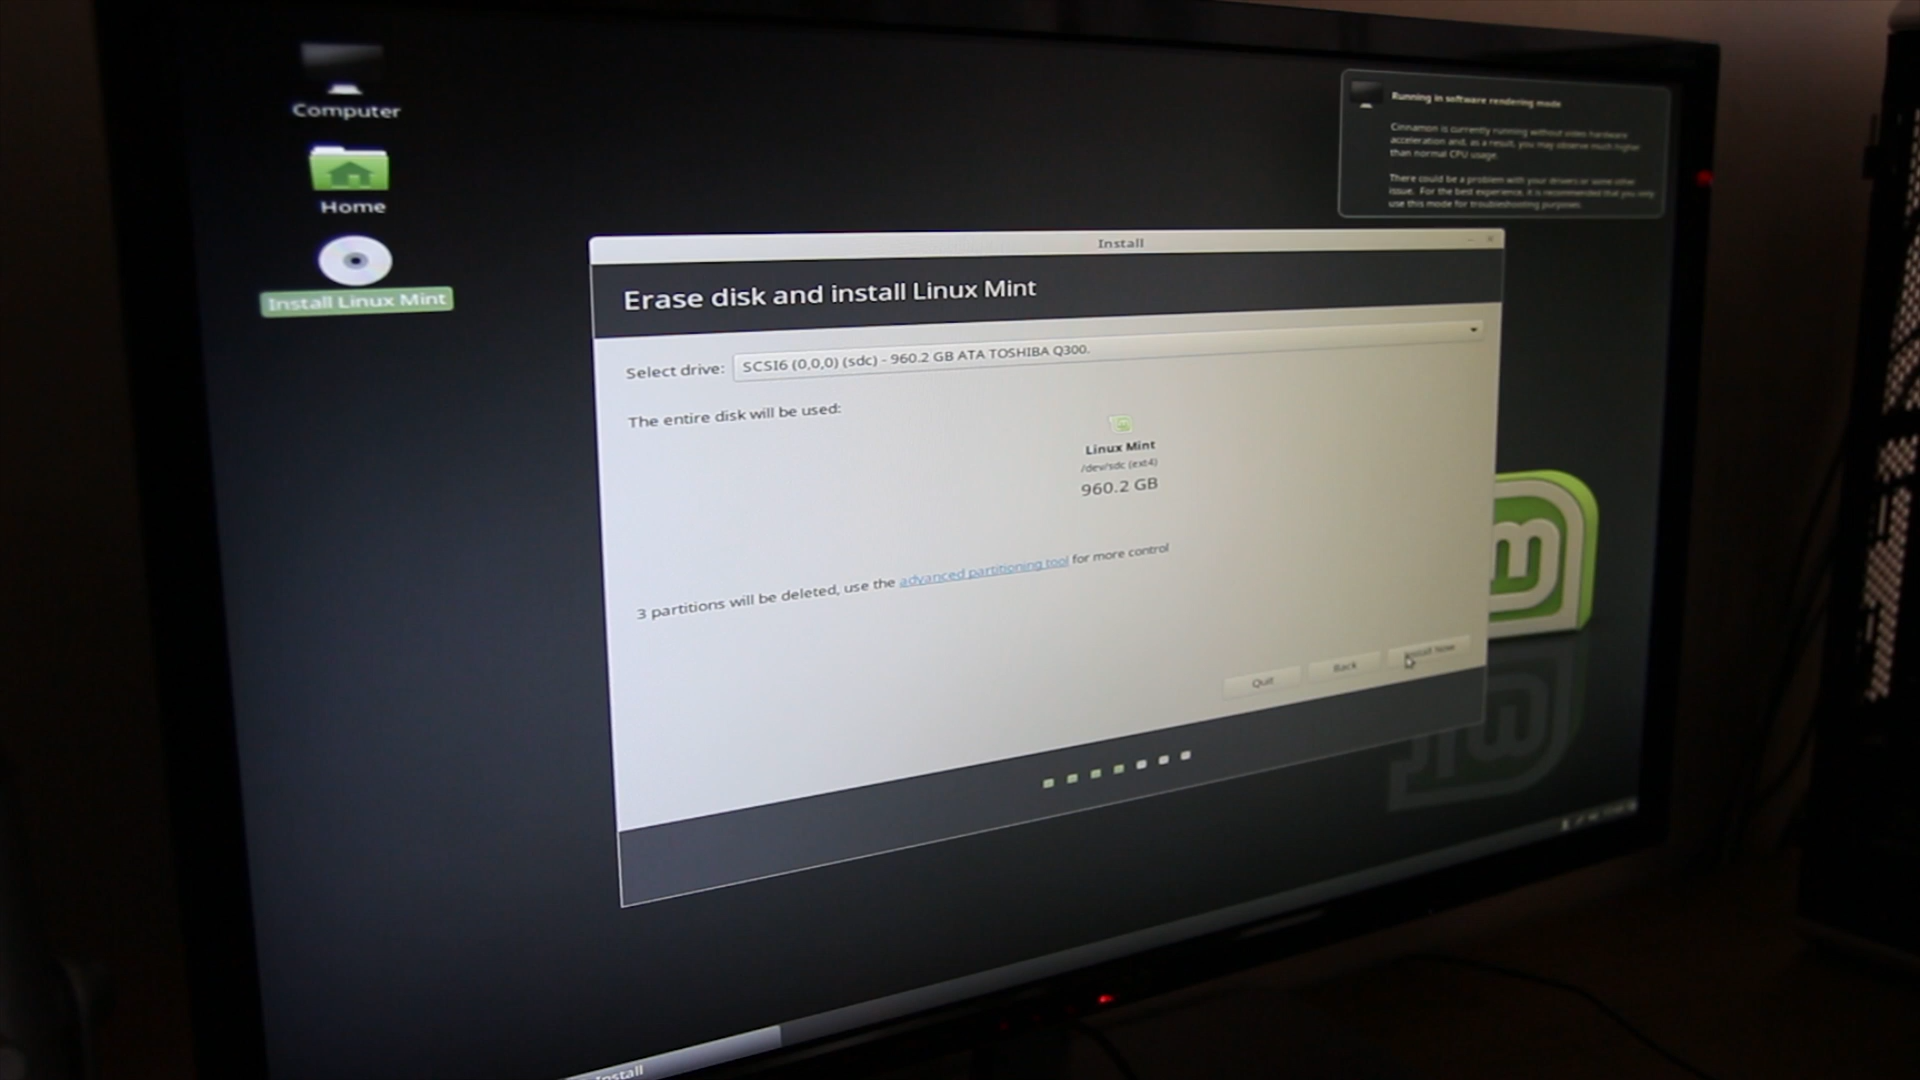 Computer
Home
Install Linux Mint
Running in software rendering mode
Cinnamon is currently running without video hardware
acceleration and, as a result, you may observe much higher
than normal CPU usage.
There could be a problem with your drivers or some other
issue. For the best experience, it is recommended that you only
use this mode for troubleshooting purposes.
Install
Erase disk and install Linux Mint
Select drive: SCSI6 (0,0,0) (sdc) - 960.2 GB ATA TOSHIBA Q300.
The entire disk will be used:
Linux Mint
/dev/sdc (ext4)
960.2 GB
3 partitions will be deleted, use the advanced partitioning tool for more control
Quit
Back
Install Now
Install